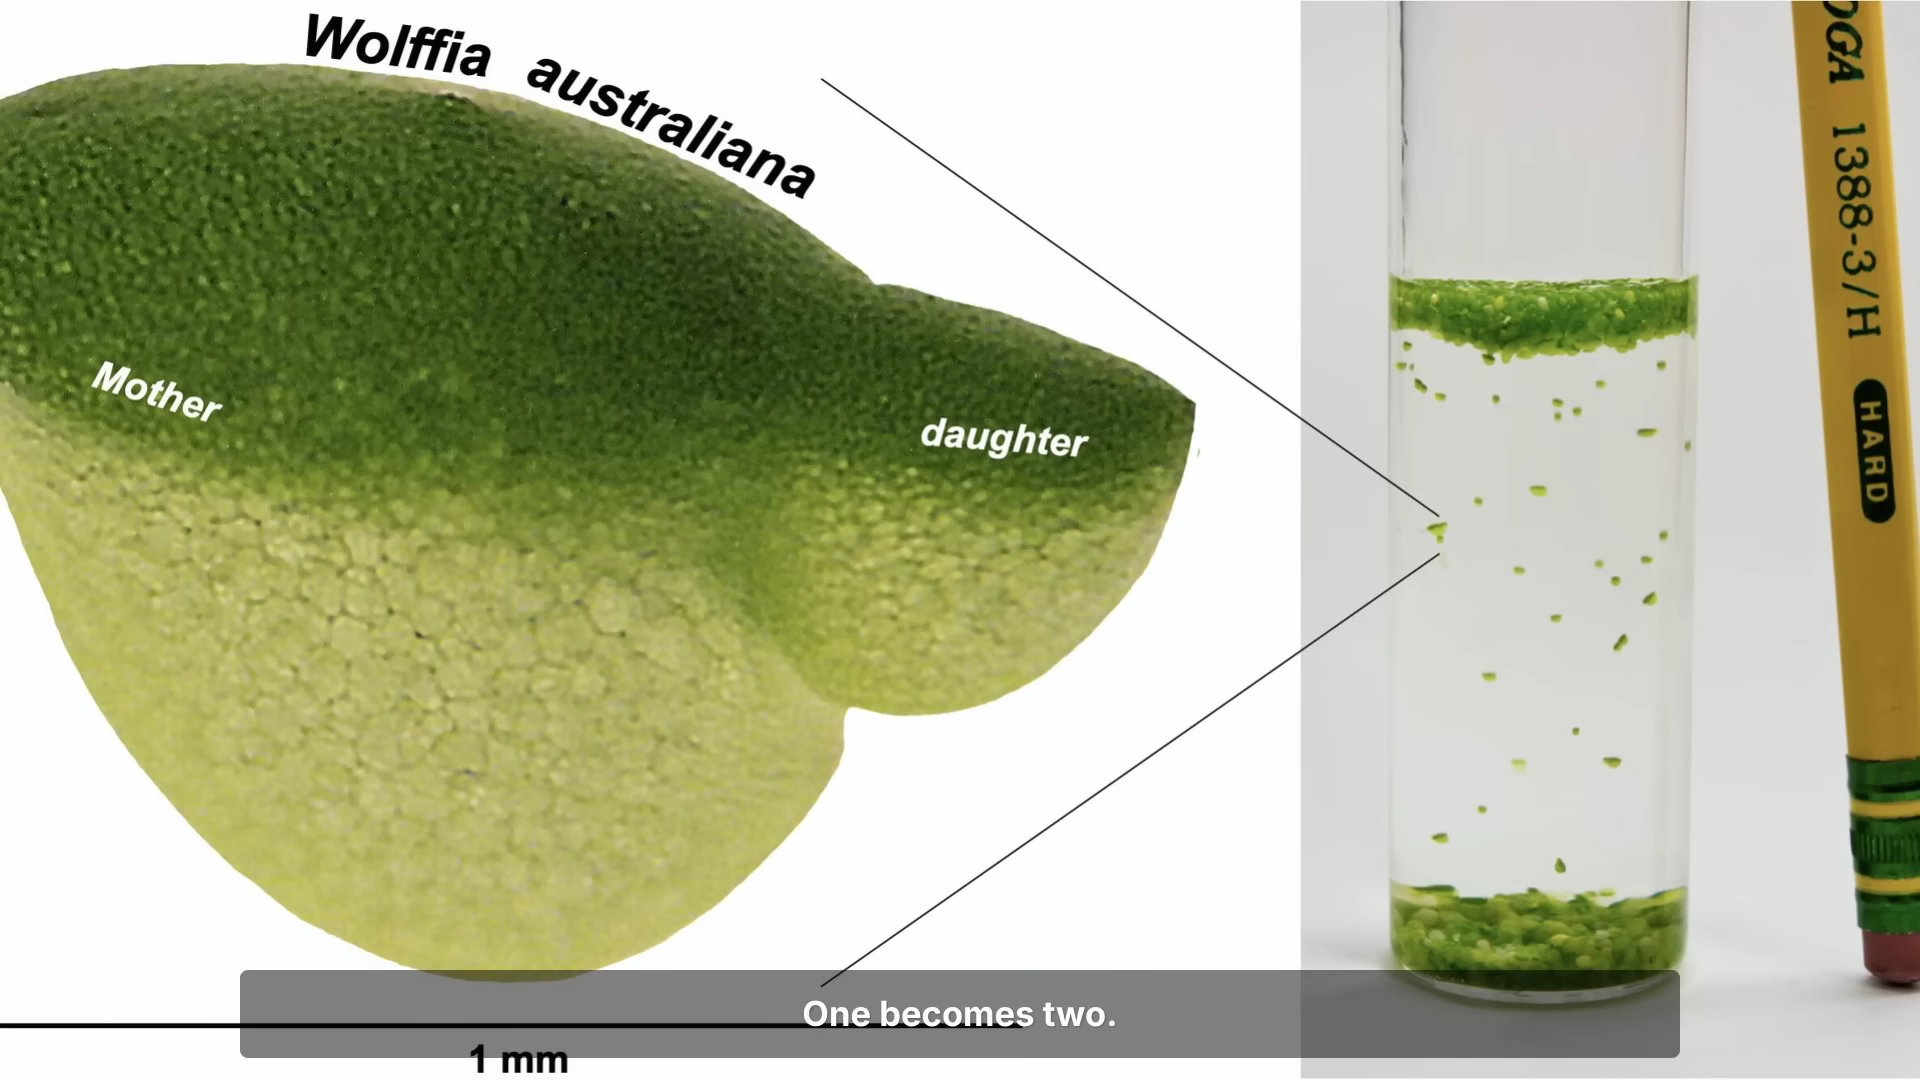 Wolffia australiana
Mother
daughter
OGA 1388-3/H HARD
One becomes two.
1 mm